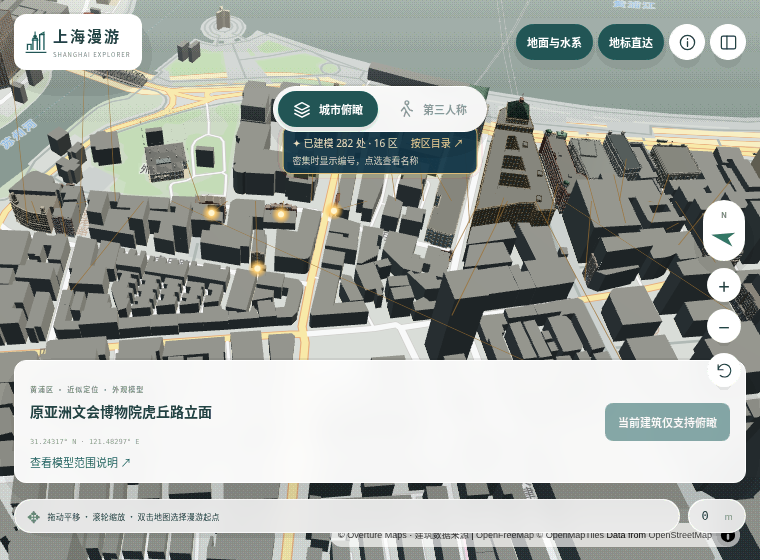 上海漫游
SHANGHAI EXPLORER
地面与水系
地标直达
城市俯瞰
第三人称
✦ 已建模 282 处 · 16 区 按区目录 ↗
密集时显示编号，点选查看名称
外
N
+
−
黄浦区 · 近似定位 · 外观模型
原亚洲文会博物院虎丘路立面
31.24317° N · 121.48297° E
查看模型范围说明 ↗
当前建筑仅支持俯瞰
拖动平移 · 滚轮缩放 · 双击地图选择漫游起点
0 m
© Overture Maps · 建筑数据来源 | OpenFreeMap © OpenMapTiles Data from OpenStreetMap